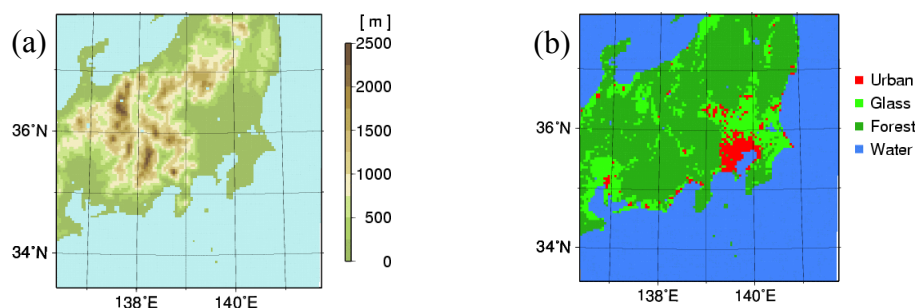 (a)
[ m ]
2500
2000
1500
1000
500
0
36°N
34°N
138°E 140°E
(b)
Urban
Glass
Forest
Water
36°N
34°N
138°E 140°E